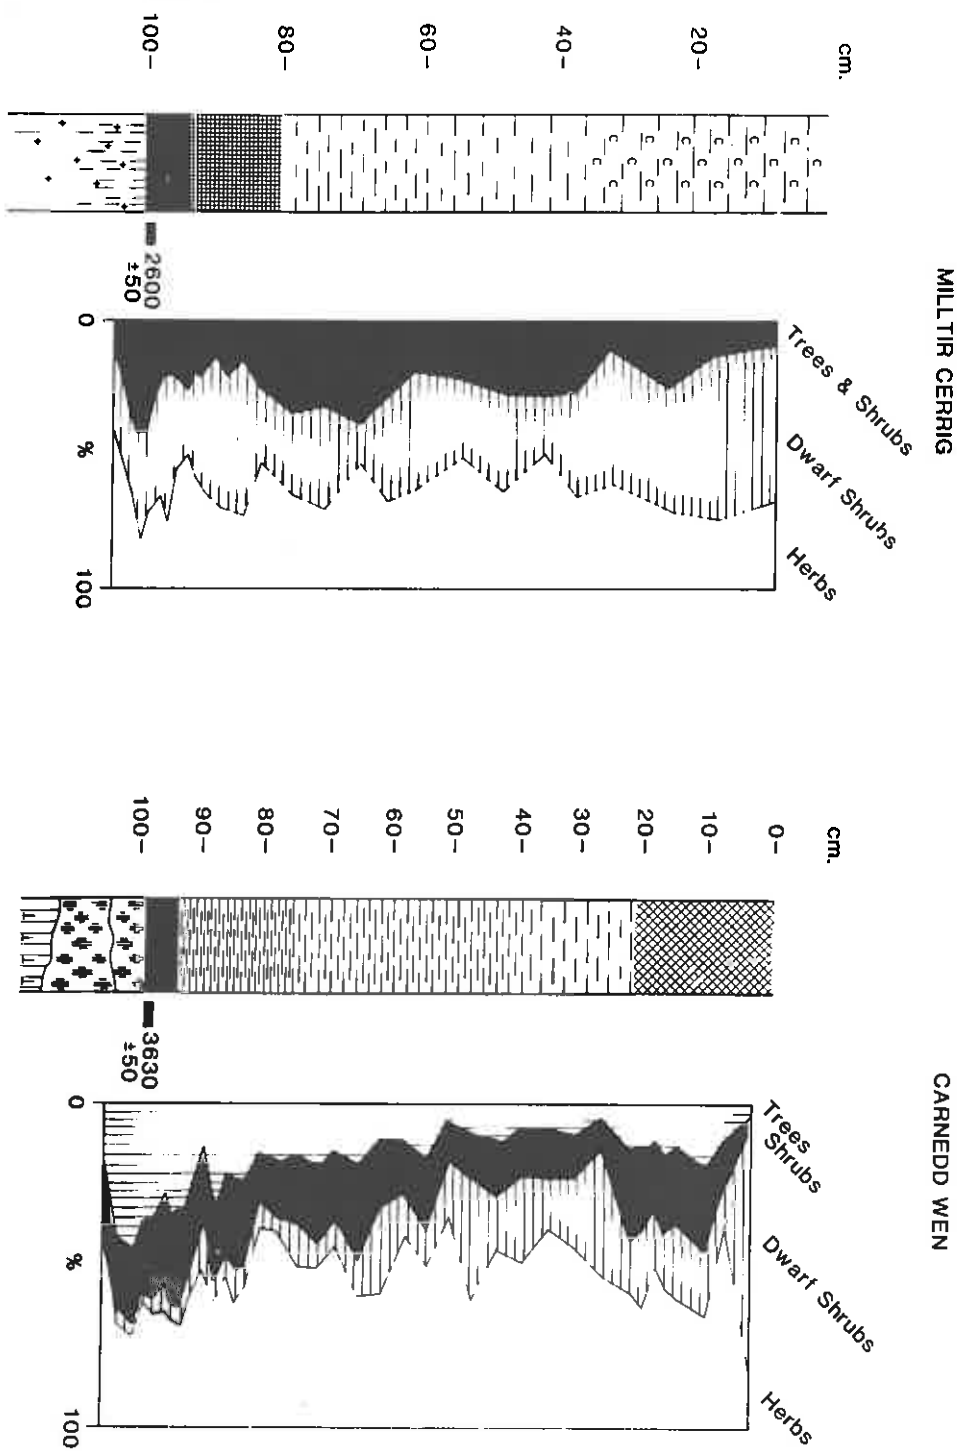 MILLTIR CERRIG
cm.
20-
40-
60-
80-
100-
c c c c c c
c c c c c c
c c c c c c
2600
±50
Trees & Shrubs
Dwarf Shrubs
Herbs
0
%
100
CARNEDD WEN
cm.
0-
10-
20-
30-
40-
50-
60-
70-
80-
90-
100-
3630
±50
Trees
Shrubs
Dwarf Shrubs
Herbs
0
%
100